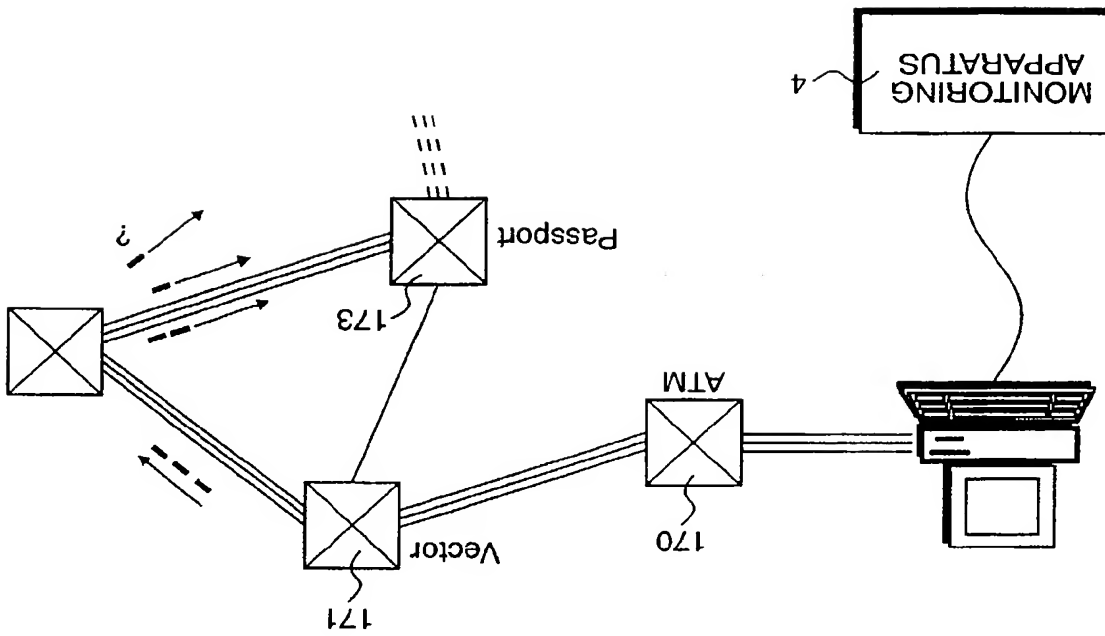 171
Vector
170
ATM
173
Passport
?
MONITORING
APPARATUS
4